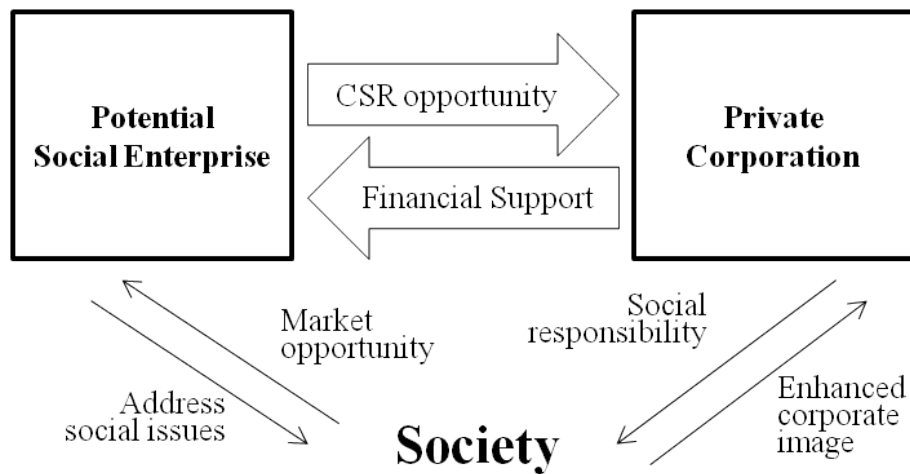 Potential
Social Enterprise
CSR opportunity
Financial Support
Private
Corporation
Market
opportunity
Address
social issues
Social
responsibility
Enhanced
corporate
image
Society